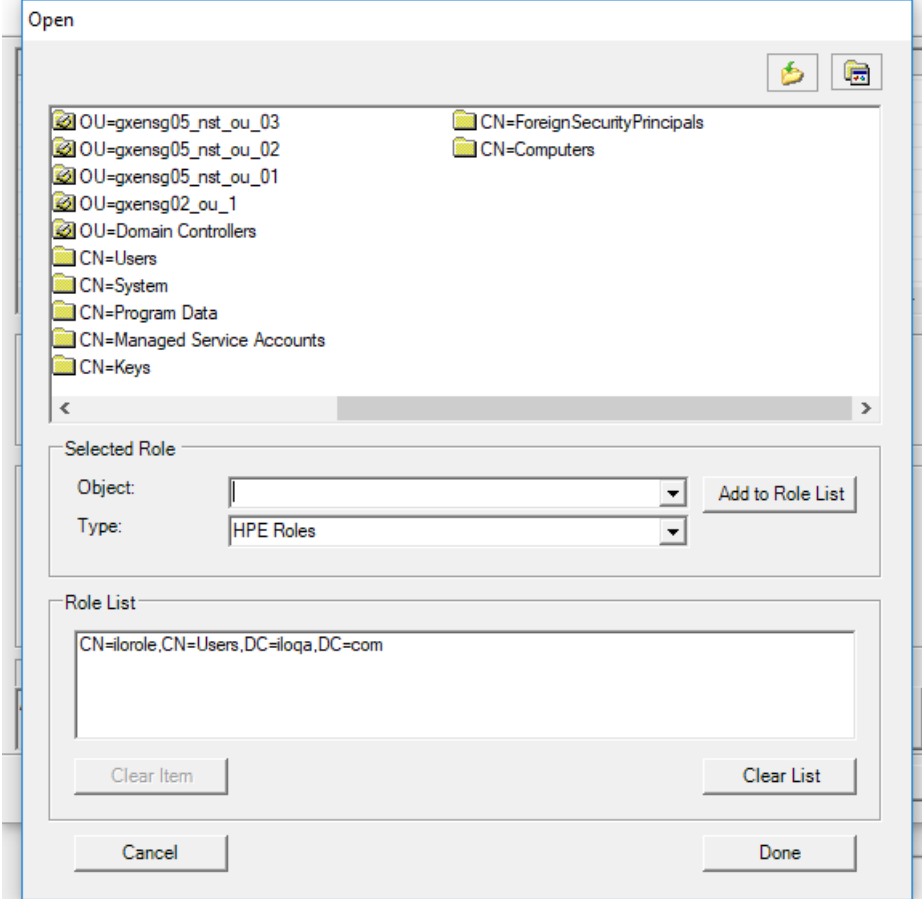 Open
OU=gxensg05_nst_ou_03
OU=gxensg05_nst_ou_02
OU=gxensg05_nst_ou_01
OU=gxensg02_ou_1
OU=Domain Controllers
CN=Users
CN=System
CN=Program Data
CN=Managed Service Accounts
CN=Keys
CN=ForeignSecurityPrincipals
CN=Computers
Selected Role
Object:
Add to Role List
Type:
HPE Roles
Role List
CN=ilorole,CN=Users,DC=iloqa,DC=com
Clear Item
Clear List
Cancel
Done